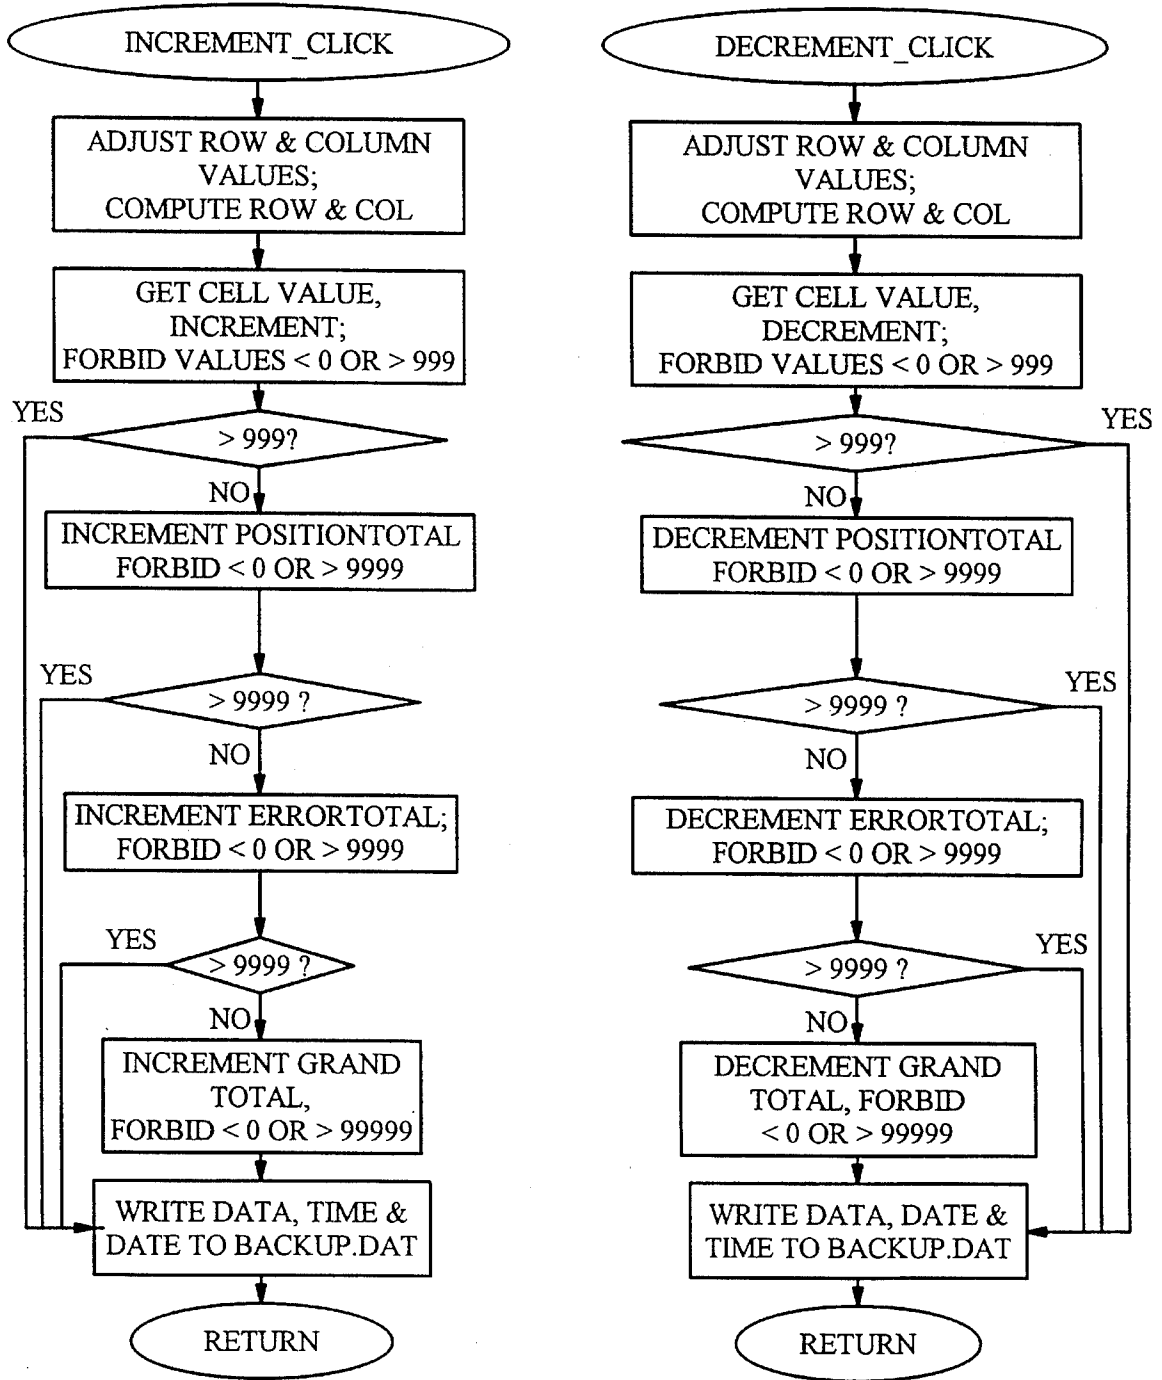 INCREMENT_CLICK
ADJUST ROW & COLUMN
VALUES;
COMPUTE ROW & COL
GET CELL VALUE,
INCREMENT;
FORBID VALUES < 0 OR > 999
YES
> 999?
NO
INCREMENT POSITIONTOTAL
FORBID < 0 OR > 9999
YES
> 9999 ?
NO
INCREMENT ERRORTOTAL;
FORBID < 0 OR > 9999
YES
> 9999 ?
NO
INCREMENT GRAND
TOTAL,
FORBID < 0 OR > 99999
WRITE DATA, TIME &
DATE TO BACKUP.DAT
RETURN
DECREMENT_CLICK
ADJUST ROW & COLUMN
VALUES;
COMPUTE ROW & COL
GET CELL VALUE,
DECREMENT;
FORBID VALUES < 0 OR > 999
YES
> 999?
NO
DECREMENT POSITIONTOTAL
FORBID < 0 OR > 9999
YES
> 9999 ?
NO
DECREMENT ERRORTOTAL;
FORBID < 0 OR > 9999
YES
> 9999 ?
NO
DECREMENT GRAND
TOTAL, FORBID
< 0 OR > 99999
WRITE DATA, DATE &
TIME TO BACKUP.DAT
RETURN